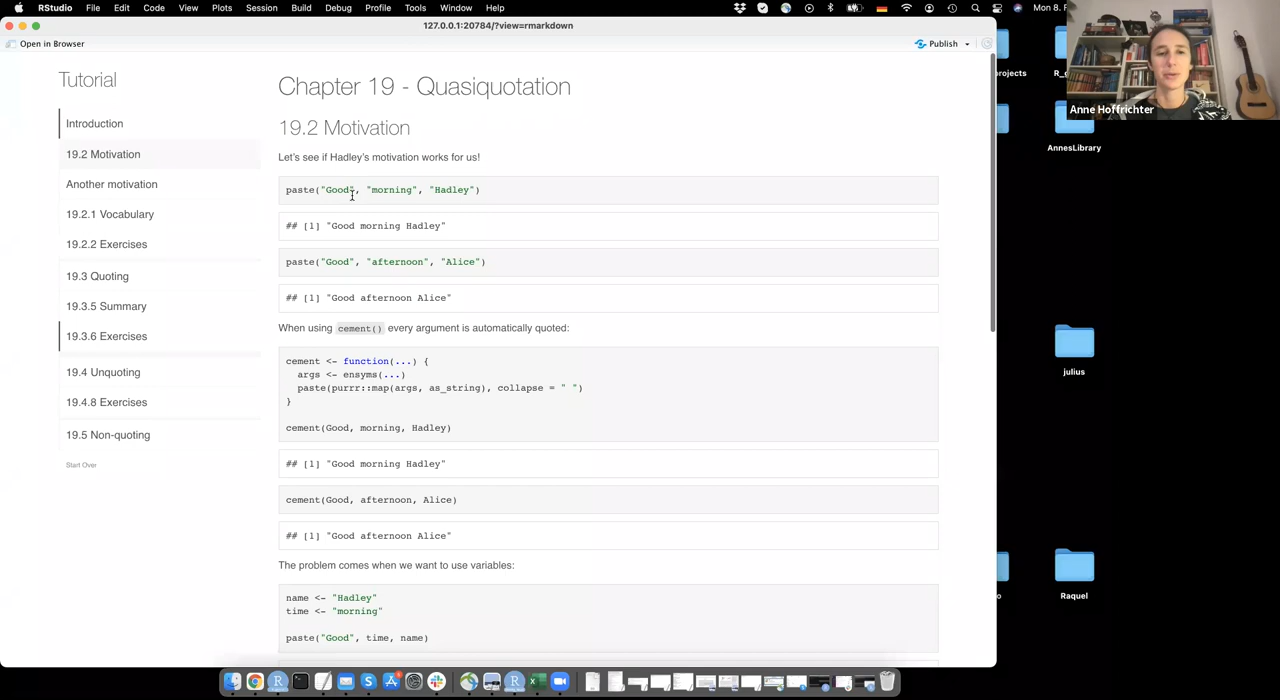 RStudio File Edit Code View Plots Session Build Debug Profile Tools Window Help
Mon 8. F
127.0.0.1:20784/?view=rmarkdown
Open in Browser
Publish
Tutorial
Introduction
19.2 Motivation
Another motivation
19.2.1 Vocabulary
19.2.2 Exercises
19.3 Quoting
19.3.5 Summary
19.3.6 Exercises
19.4 Unquoting
19.4.8 Exercises
19.5 Non-quoting
Start Over
Chapter 19 - Quasiquotation
19.2 Motivation
Let's see if Hadley's motivation works for us!
paste("Good", "morning", "Hadley")
## [1] "Good morning Hadley"
paste("Good", "afternoon", "Alice")
## [1] "Good afternoon Alice"
When using cement() every argument is automatically quoted:
cement <- function(...) {
  args <- ensyms(...)
  paste(purrr::map(args, as_string), collapse = " ")
}
cement(Good, morning, Hadley)
## [1] "Good morning Hadley"
cement(Good, afternoon, Alice)
## [1] "Good afternoon Alice"
The problem comes when we want to use variables:
name <- "Hadley"
time <- "morning"
paste("Good", time, name)
Anne Hoffrichter
projects
R_g
AnnesLibrary
julius
o
Raquel